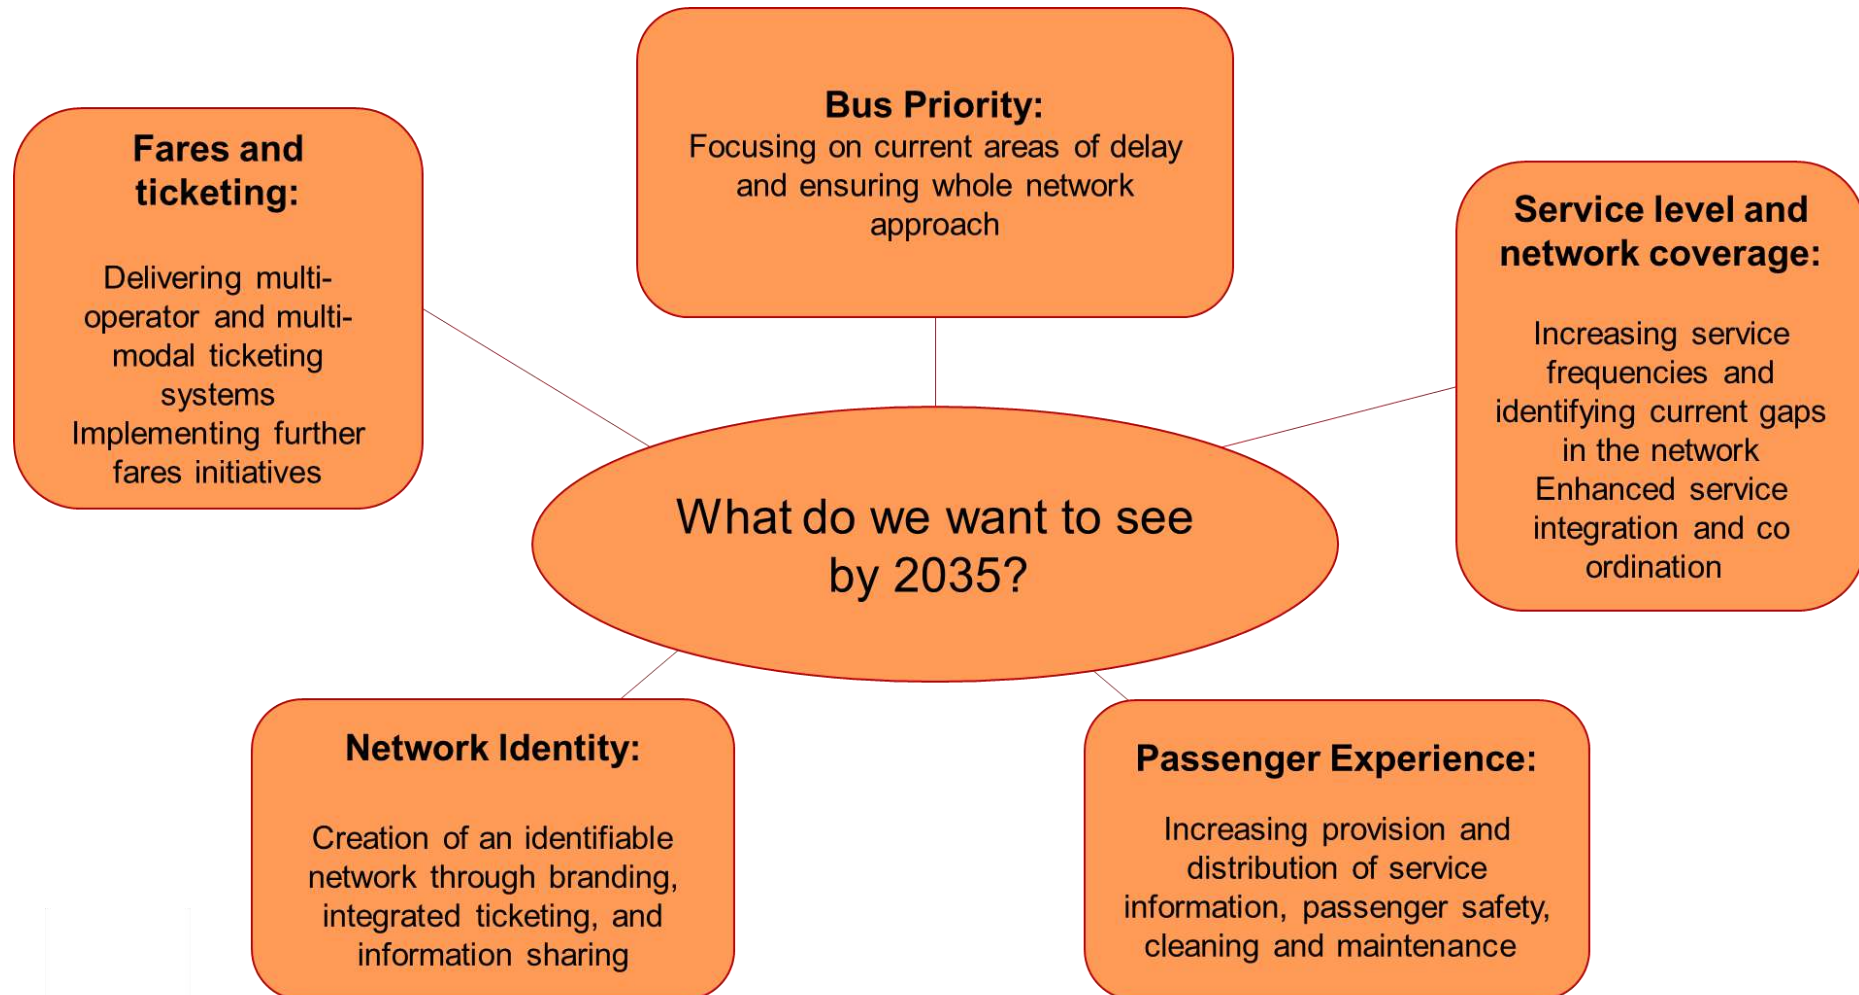 Bus Priority:
Focusing on current areas of delay
and ensuring whole network
approach
Fares and
ticketing:
Delivering multi-
operator and multi-
modal ticketing
systems
Implementing further
fares initiatives
Service level and
network coverage:
Increasing service
frequencies and
identifying current gaps
in the network
Enhanced service
integration and co
ordination
What do we want to see
by 2035?
Network Identity:
Creation of an identifiable
network through branding,
integrated ticketing, and
information sharing
Passenger Experience:
Increasing provision and
distribution of service
information, passenger safety,
cleaning and maintenance